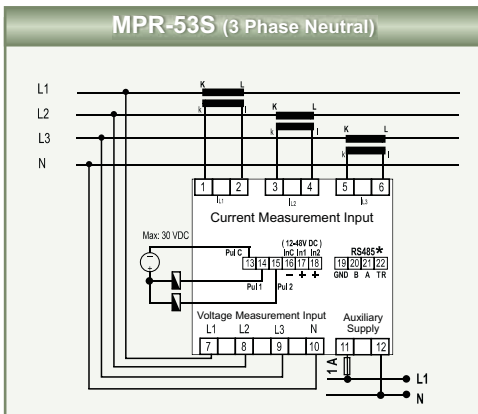 MPR-53S (3 Phase Neutral)
K L
L1
K L
L2
K L
L3
k l
k l
k l
N
1 2 3 4 5 6
IL1 IL2 IL3
Current Measurement Input
Max: 30 VDC
(12-48V DC)
Pul C InC In1 In2 RS485*
13 14 15 16 17 18 19 20 21 22
− + + GND B A TR
Pul 1 Pul 2
Voltage Measurement Input
Auxiliary
Supply
L1 L2 L3 N
7 8 9 10 11 12
1 A
L1
N